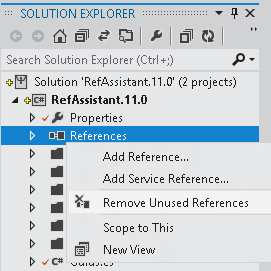 SOLUTION EXPLORER
Search Solution Explorer (Ctrl+;)
Solution 'RefAssistant.11.0' (2 projects)
RefAssistant.11.0
Properties
References
Add Reference...
Add Service Reference...
Remove Unused References
Scope to This
New View